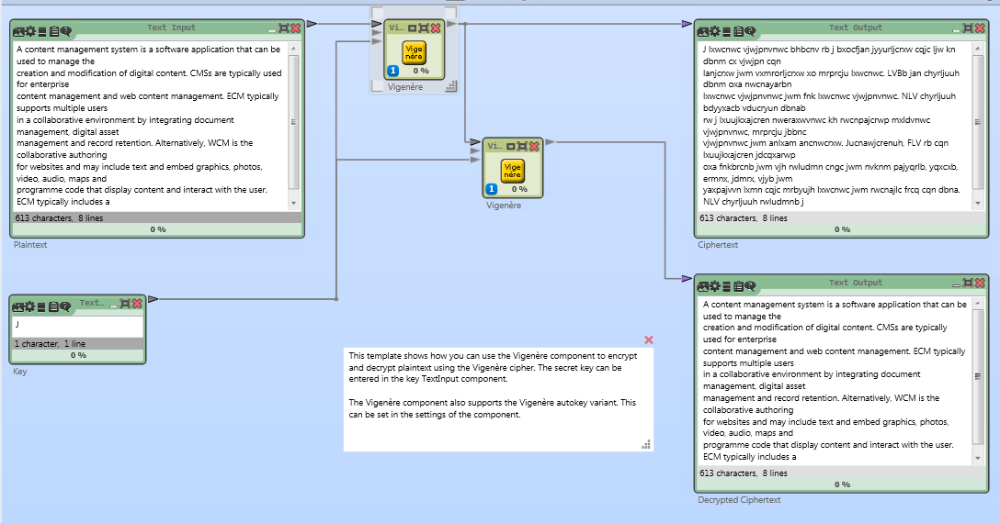 Text Input
A content management system is a software application that can be
used to manage the
creation and modification of digital content. CMSs are typically used
for enterprise
content management and web content management. ECM typically
supports multiple users
in a collaborative environment by integrating document
management, digital asset
management and record retention. Alternatively, WCM is the
collaborative authoring
for websites and may include text and embed graphics, photos,
video, audio, maps and
programme code that display content and interact with the user.
ECM typically includes a
613 characters, 8 lines
0 %
Plaintext
Text...
J
1 character, 1 line
0 %
Key
Vi...
Vige
nère
1
0 %
Vigenère
Vi...
Vige
nère
1
0 %
Vigenère
This template shows how you can use the Vigenère component to encrypt
and decrypt plaintext using the Vigenère cipher. The secret key can be
entered in the key TextInput component.
The Vigenère component also supports the Vigenère autokey variant. This
can be set in the settings of the component.
Text Output
J lxwcnwc vjwjpnvnwc bhbcnv rb j bxocfjan jyyurljcrxw cqjc ljw kn
dbnm cx vjwjpn cqn
lanjcrxw jwm vxmrorljcrxw xo mrprcju lxwcnwc. LVBb jan chyrljuuh
dbnm oxa nwcnayarbn
lxwcnwc vjwjpnvnwc jwm fnk lxwcnwc vjwjpnvnwc. NLV chyrljuuh
bdyyxacb vducryun dbnab
rw j lxuujkxajcren nweraxwvnwc kh rwcnpajcrwp mxldvnwc
vjwjpnvnwc, mrprcju jbbnc
vjwjpnvnwc jwm anlxam ancnwcrxw. Jucnawjcrenuh, FLV rb cqn
lxuujkxajcren jdcqxarwp
oxa fnkbrcnb jwm vjh rwludmn cngc jwm nvknm pajyqrlb, yqxcxb,
ermnx, jdmrx, vjyb jwm
yaxpajvvn lxmn cqjc mrbyujh lxwcnwc jwm rwcnajlc frcq cqn dbna.
NLV chyrljuuh rwludmnb j
613 characters, 8 lines
0 %
Ciphertext
Text Output
A content management system is a software application that can be
used to manage the
creation and modification of digital content. CMSs are typically
used for enterprise
content management and web content management. ECM typically
supports multiple users
in a collaborative environment by integrating document
management, digital asset
management and record retention. Alternatively, WCM is the
collaborative authoring
for websites and may include text and embed graphics, photos,
video, audio, maps and
programme code that display content and interact with the user.
ECM typically includes a
613 characters, 8 lines
0 %
Decrypted Ciphertext